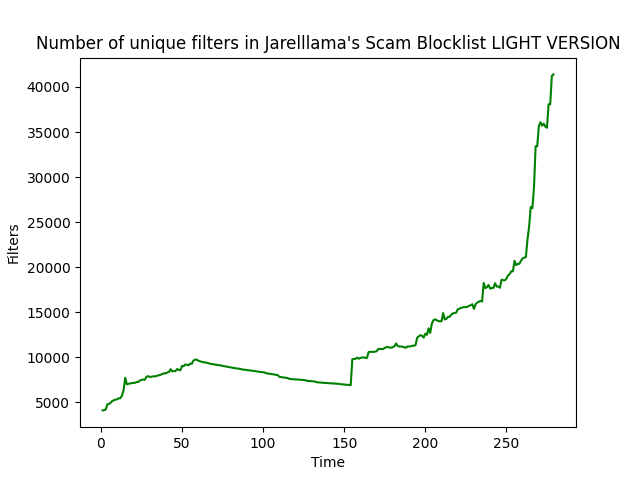 Number of unique filters in Jarelllama's Scam Blocklist LIGHT VERSION
40000
35000
30000
25000
20000
15000
10000
5000
Filters
0 50 100 150 200 250
Time